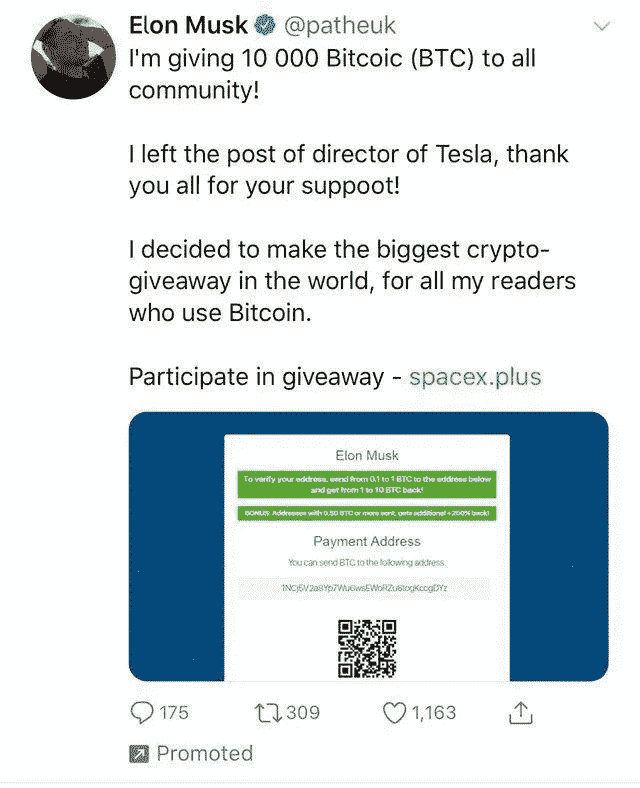 Elon Musk @patheuk
I'm giving 10 000 Bitcoic (BTC) to all
community!
I left the post of director of Tesla, thank
you all for your suppoot!
I decided to make the biggest crypto-
giveaway in the world, for all my readers
who use Bitcoin.
Participate in giveaway - spacex.plus
Elon Musk
To verify your address, send from 0.1 to 1 BTC to the address below
and get from 1 to 10 BTC back!
BONUS: Addresses with 0.50 BTC or more sent, gets additional +200% back!
Payment Address
You can send BTC to the following address.
175 309 1,163
Promoted